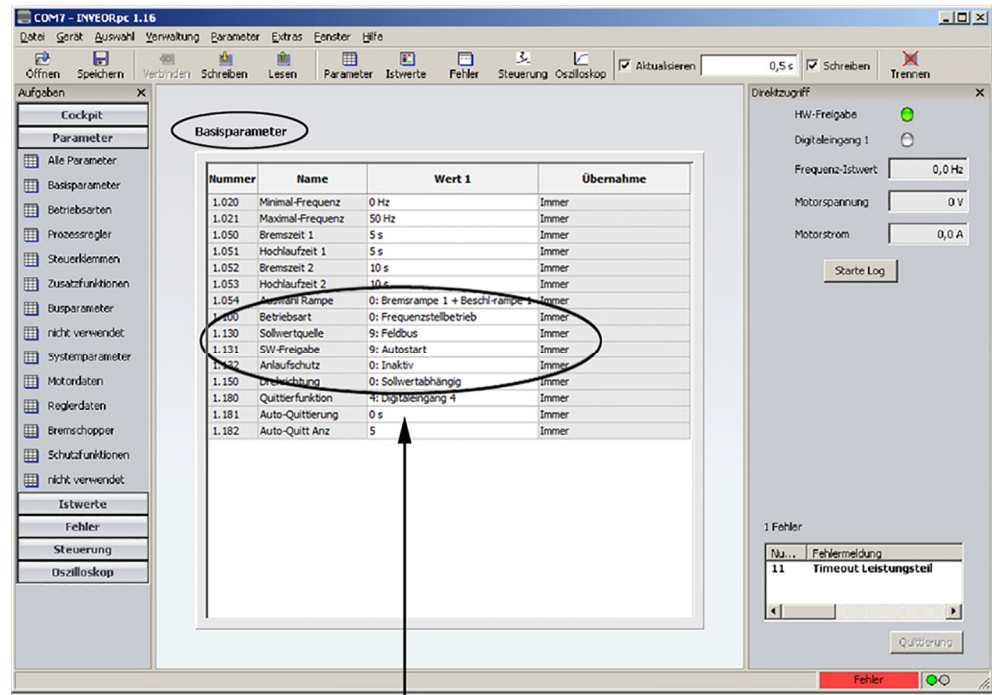 COM7 - INVEORpc 1.16
Datei Gerät Auswahl Verwaltung Parameter Extras Fenster Hilfe
Öffnen Speichern Verbinden Schreiben Lesen Parameter Istwerte Fehler Steuerung Oszilloskop Aktualisieren 0,5 s Schreiben Trennen
Aufgaben
Cockpit
Parameter
Alle Parameter
Basisparameter
Betriebsarten
Prozessregler
Steuerklemmen
Zusatzfunktionen
Busparameter
nicht verwendet
Systemparameter
Motordaten
Reglerdaten
Bremschopper
Schutzfunktionen
nicht verwendet
Istwerte
Fehler
Steuerung
Oszilloskop
Basisparameter
Nummer Name Wert 1 Übernahme
1.020 Minimal-Frequenz 0 Hz Immer
1.021 Maximal-Frequenz 50 Hz Immer
1.050 Bremszeit 1 5 s Immer
1.051 Hochlaufzeit 1 5 s Immer
1.052 Bremszeit 2 10 s Immer
1.053 Hochlaufzeit 2 10 s Immer
1.054 Auswahl Rampe 0: Bremsrampe 1 + Beschl-rampe 1 Immer
1.100 Betriebsart 0: Frequenzstellbetrieb Immer
1.130 Sollwertquelle 9: Feldbus Immer
1.131 SW-Freigabe 9: Autostart Immer
1.132 Anlaufschutz 0: Inaktiv Immer
1.150 Drehrichtung 0: Sollwertabhängig Immer
1.180 Quittierfunktion 4: Digitaleingang 4 Immer
1.181 Auto-Quittierung 0 s Immer
1.182 Auto-Quitt Anz 5 Immer
Direktzugriff
HW-Freigabe
Digitaleingang 1
Frequenz-Istwert 0,0 Hz
Motorspannung 0 V
Motorstrom 0,0 A
Starte Log
1 Fehler
Nu... Fehlermeldung
11 Timeout Leistungsteil
Quittierung
Fehler